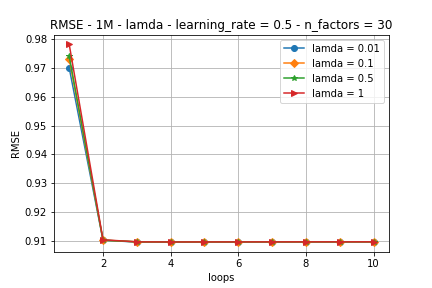 RMSE - 1M - lamda - learning_rate = 0.5 - n_factors = 30
0.98
0.97
0.96
0.95
0.94
0.93
0.92
0.91
RMSE
lamda = 0.01
lamda = 0.1
lamda = 0.5
lamda = 1
2 4 6 8 10
loops